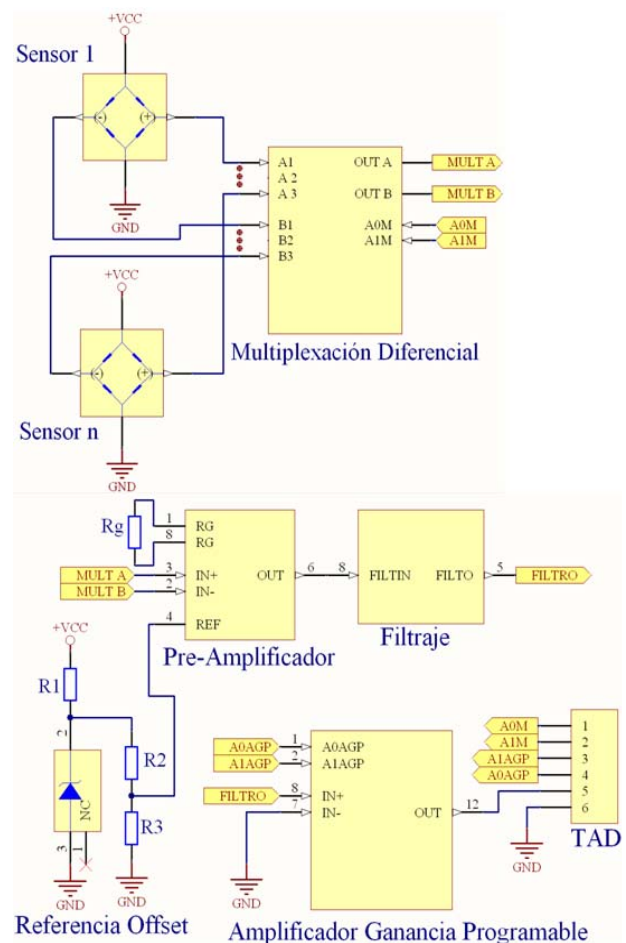 +VCC
Sensor 1
(-) (+)
GND
A1 OUT A MULT A
A 2
A 3 OUT B MULT B
B1 A0M A0M
B2 A1M A1M
B3
Multiplexación Diferencial
+VCC
(-) (+)
Sensor n
GND
Rg
1 RG
8 RG
MULT A 3 IN+ OUT 6
MULT B 2 IN-
4 REF
Pre-Amplificador
8 FILTIN FILTO 5 FILTRO
Filtraje
+VCC
R1
2
R2
NC
R3
3 1
GND GND
Referencia Offset
A0AGP 1 A0AGP
A1AGP 2 A1AGP
FILTRO 8 IN+
7 IN- OUT 12
GND
Amplificador Ganancia Programable
A0M 1
A1M 2
A1AGP 3
A0AGP 4
5
6
GND
TAD